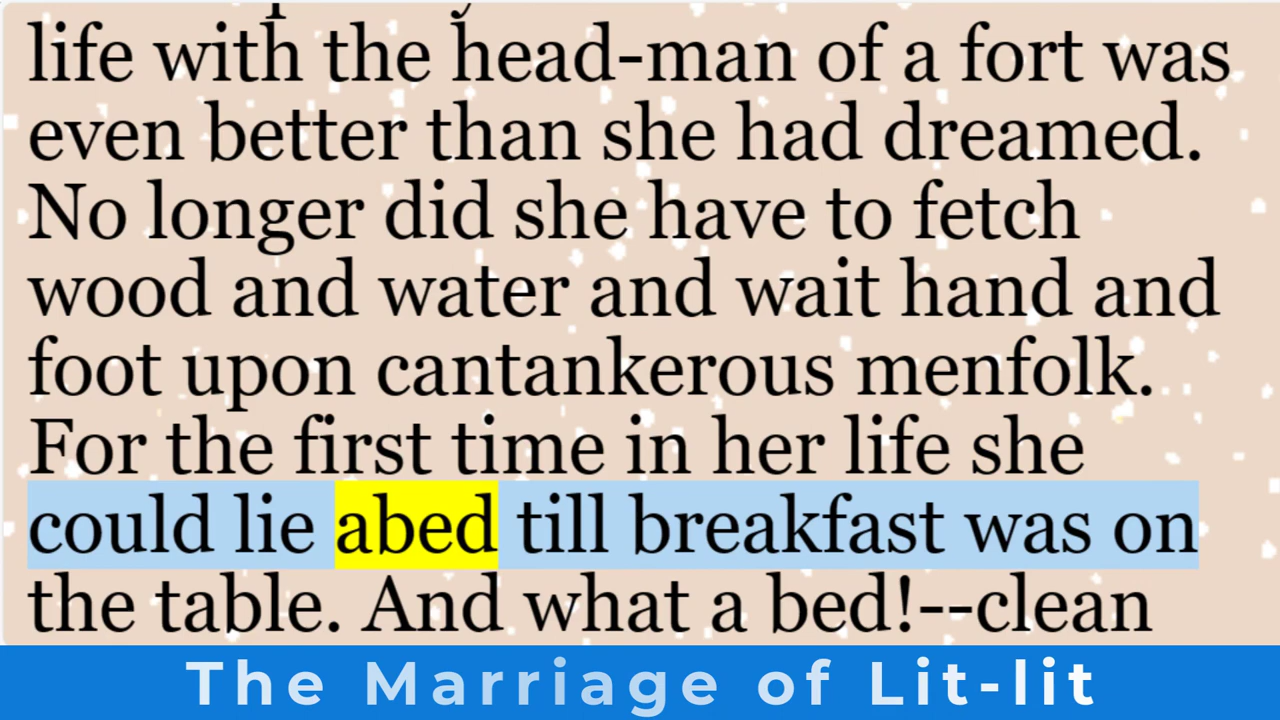 life with the head-man of a fort was
even better than she had dreamed.
No longer did she have to fetch
wood and water and wait hand and
foot upon cantankerous menfolk.
For the first time in her life she
could lie abed till breakfast was on
the table. And what a bed!--clean
The Marriage of Lit-lit